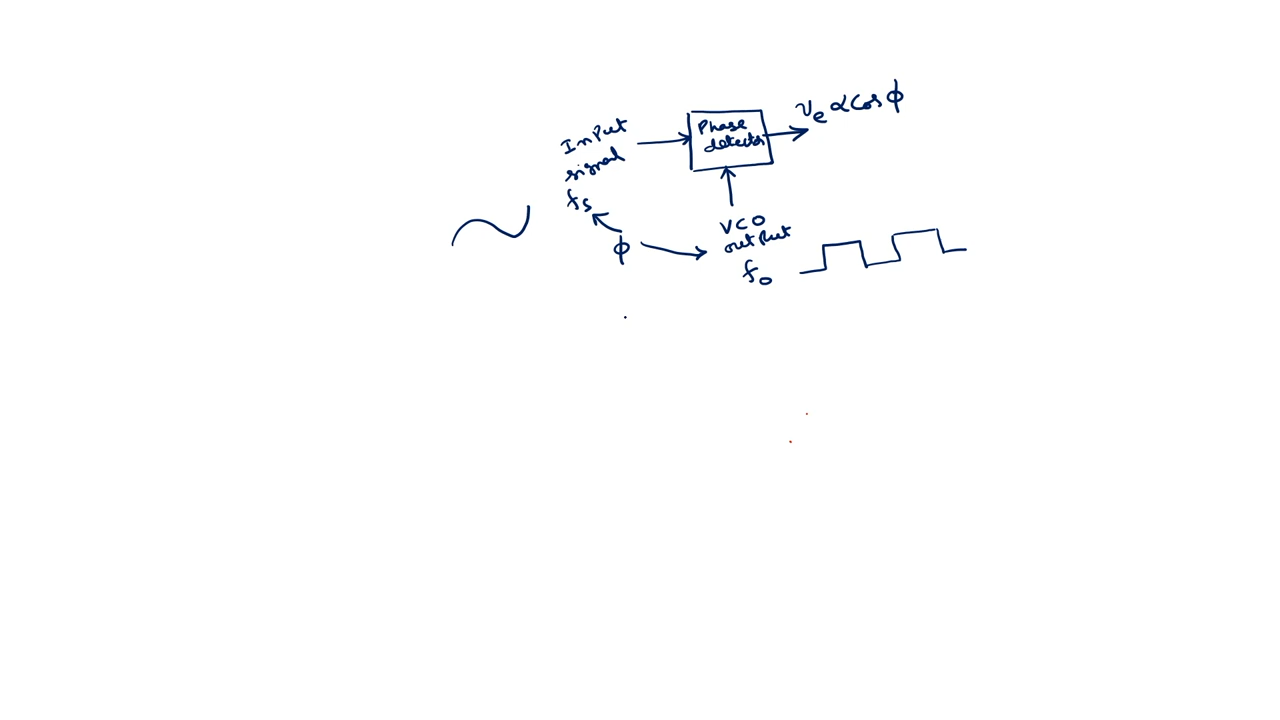 Ve α Cos ϕ
Phase
detector
Input
signal
fs
VCO
output
ϕ
fo